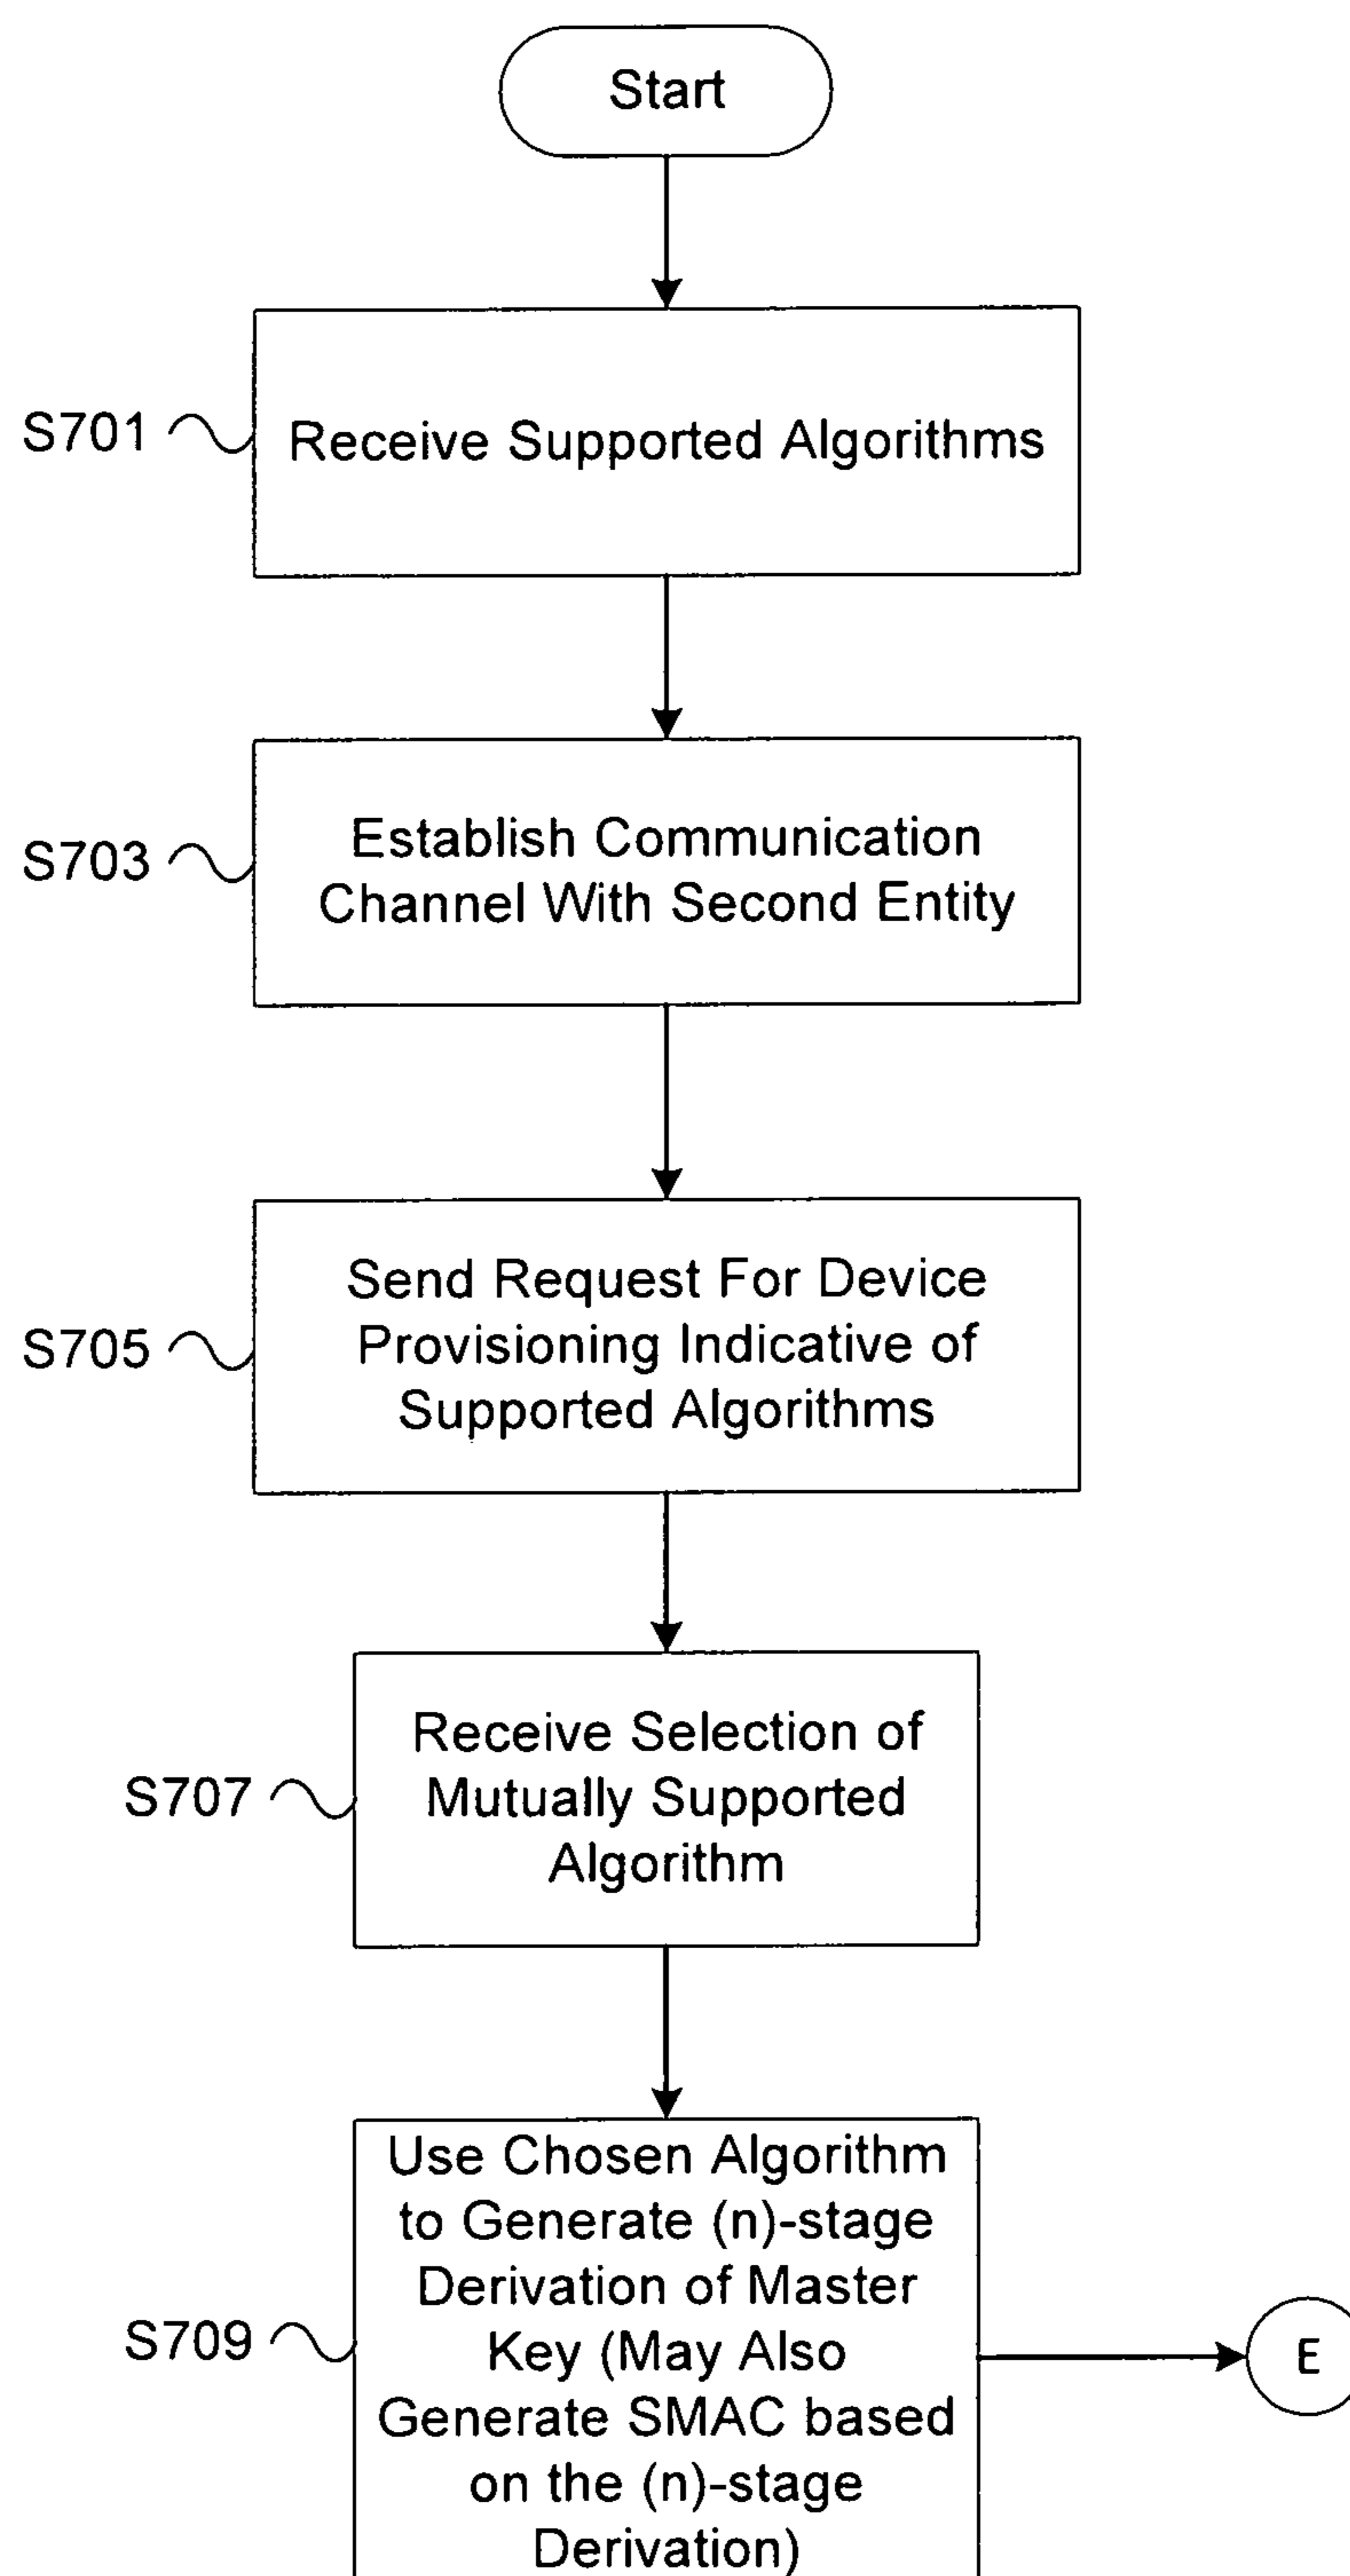 Start
S701
Receive Supported Algorithms
S703
Establish Communication
Channel With Second Entity
S705
Send Request For Device
Provisioning Indicative of
Supported Algorithms
S707
Receive Selection of
Mutually Supported
Algorithm
S709
Use Chosen Algorithm
to Generate (n)-stage
Derivation of Master
Key (May Also
Generate SMAC based
on the (n)-stage
Derivation)
E